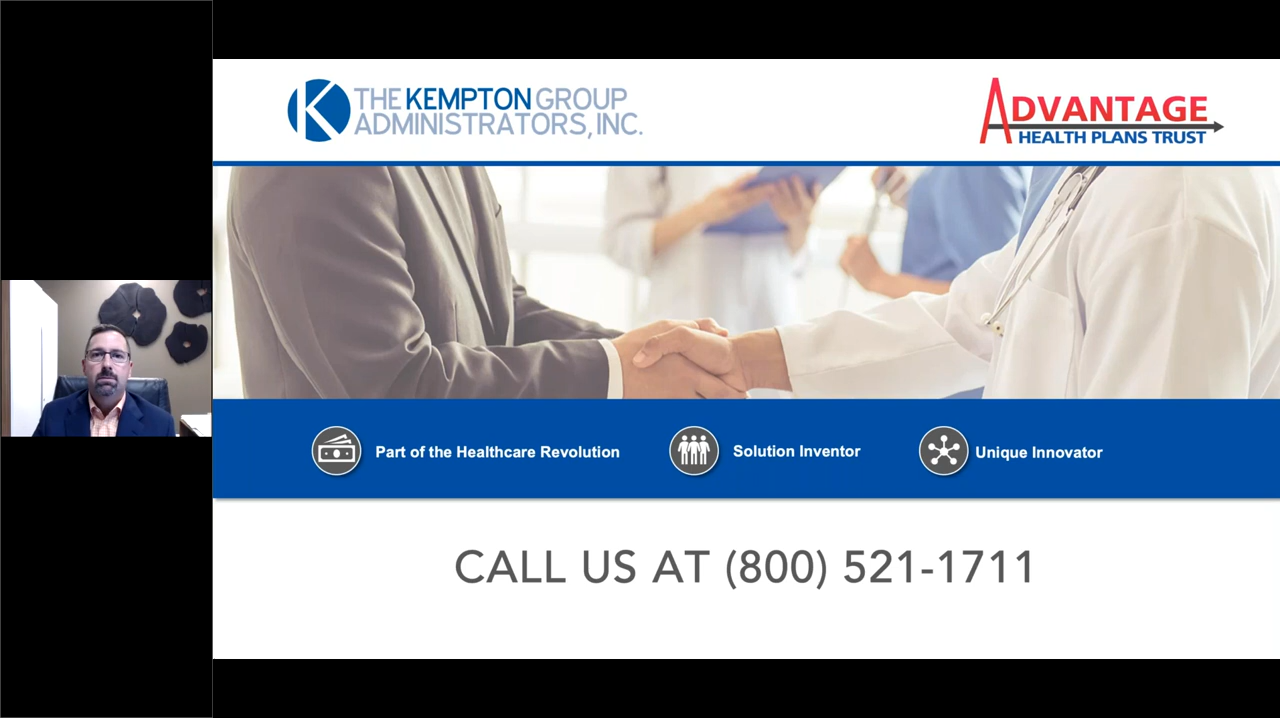 THE KEMPTON GROUP
ADMINISTRATORS, INC.
ADVANTAGE
HEALTH PLANS TRUST
Part of the Healthcare Revolution
Solution Inventor
Unique Innovator
CALL US AT (800) 521-1711